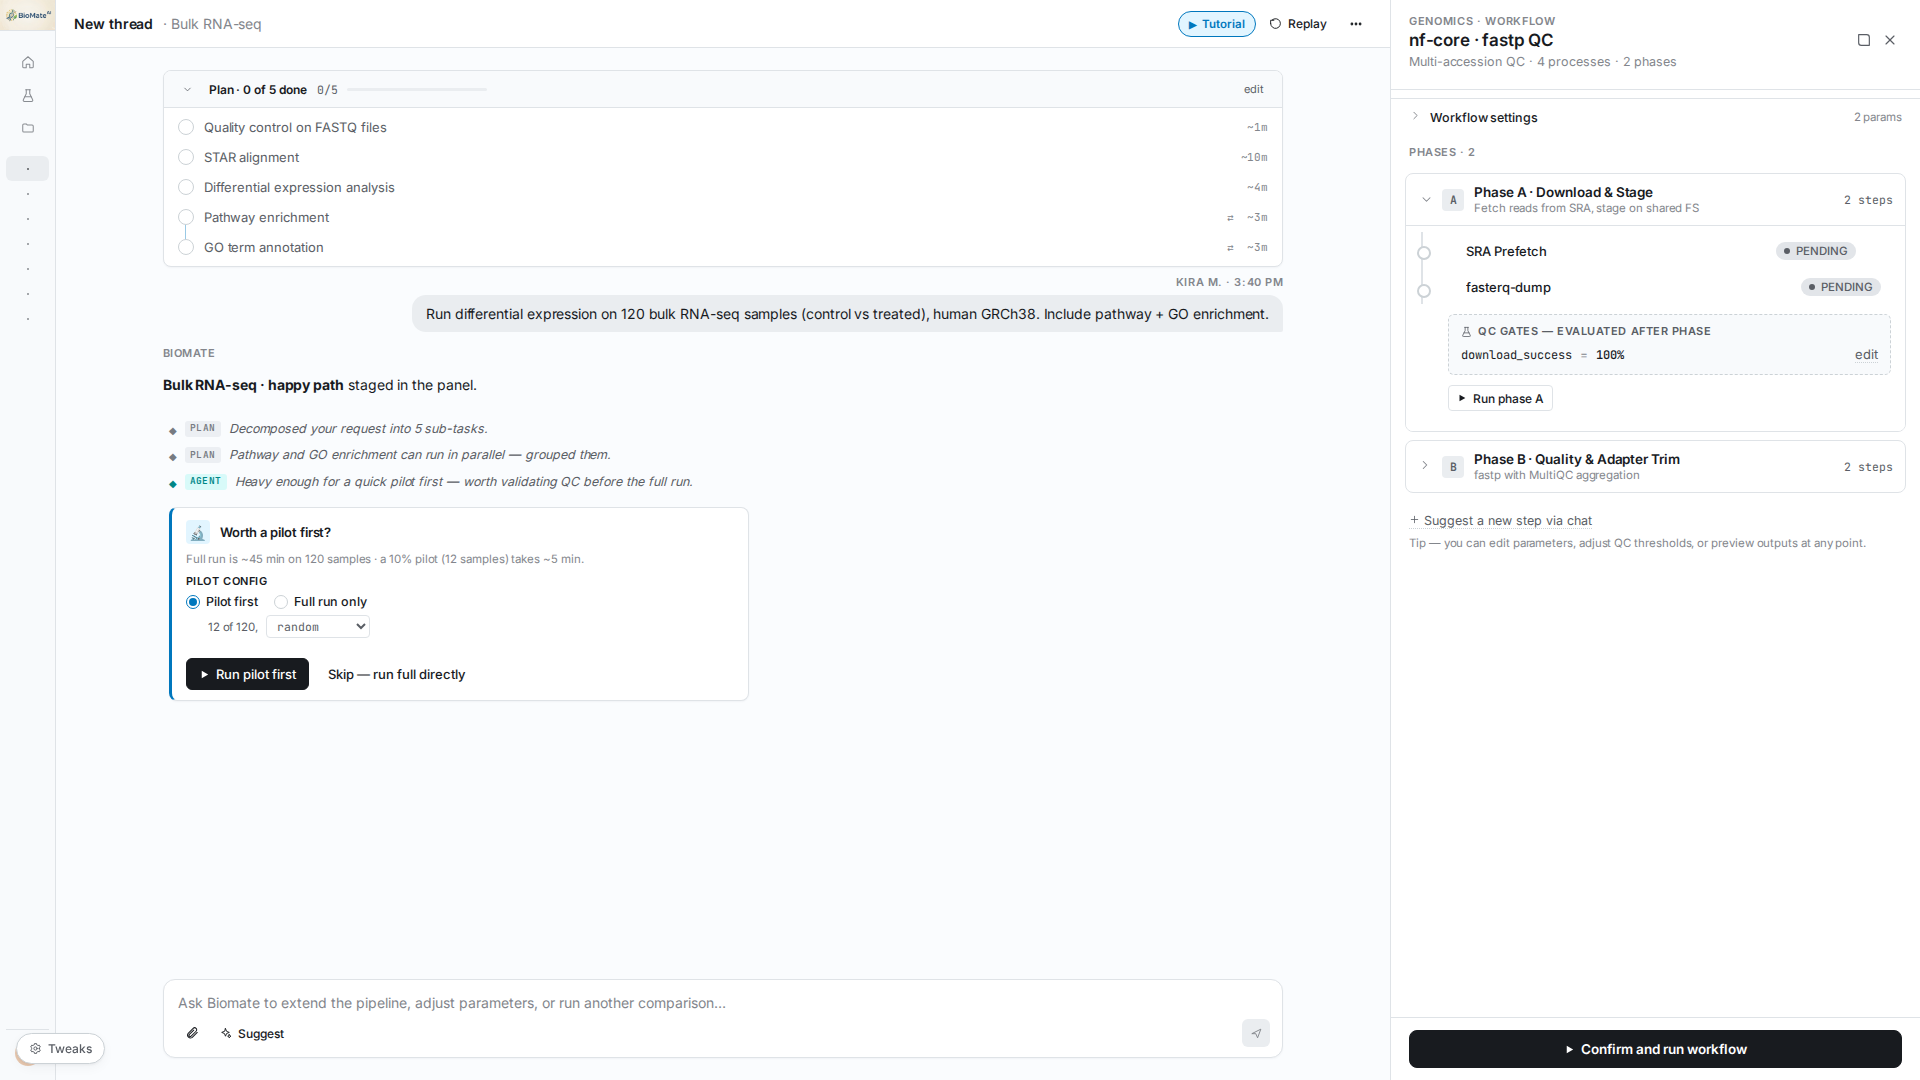 BioMate AI
New thread · Bulk RNA-seq
▶ Tutorial
Replay
Plan · 0 of 5 done 0/5
edit
Quality control on FASTQ files ~1m
STAR alignment ~10m
Differential expression analysis ~4m
Pathway enrichment ⇄ ~3m
GO term annotation ⇄ ~3m
KIRA M. · 3:40 PM
Run differential expression on 120 bulk RNA-seq samples (control vs treated), human GRCh38. Include pathway + GO enrichment.
BIOMATE
Bulk RNA-seq · happy path staged in the panel.
◆ PLAN Decomposed your request into 5 sub-tasks.
◆ PLAN Pathway and GO enrichment can run in parallel — grouped them.
◆ AGENT Heavy enough for a quick pilot first — worth validating QC before the full run.
Worth a pilot first?
Full run is ~45 min on 120 samples · a 10% pilot (12 samples) takes ~5 min.
PILOT CONFIG
Pilot first Full run only
12 of 120, random
Run pilot first Skip — run full directly
Ask Biomate to extend the pipeline, adjust parameters, or run another comparison...
Suggest
Tweaks
GENOMICS · WORKFLOW
nf-core · fastp QC
Multi-accession QC · 4 processes · 2 phases
Workflow settings 2 params
PHASES · 2
A Phase A · Download & Stage 2 steps
Fetch reads from SRA, stage on shared FS
SRA Prefetch PENDING
fasterq-dump PENDING
QC GATES — EVALUATED AFTER PHASE
download_success = 100% edit
Run phase A
B Phase B · Quality & Adapter Trim 2 steps
fastp with MultiQC aggregation
+ Suggest a new step via chat
Tip — you can edit parameters, adjust QC thresholds, or preview outputs at any point.
Confirm and run workflow